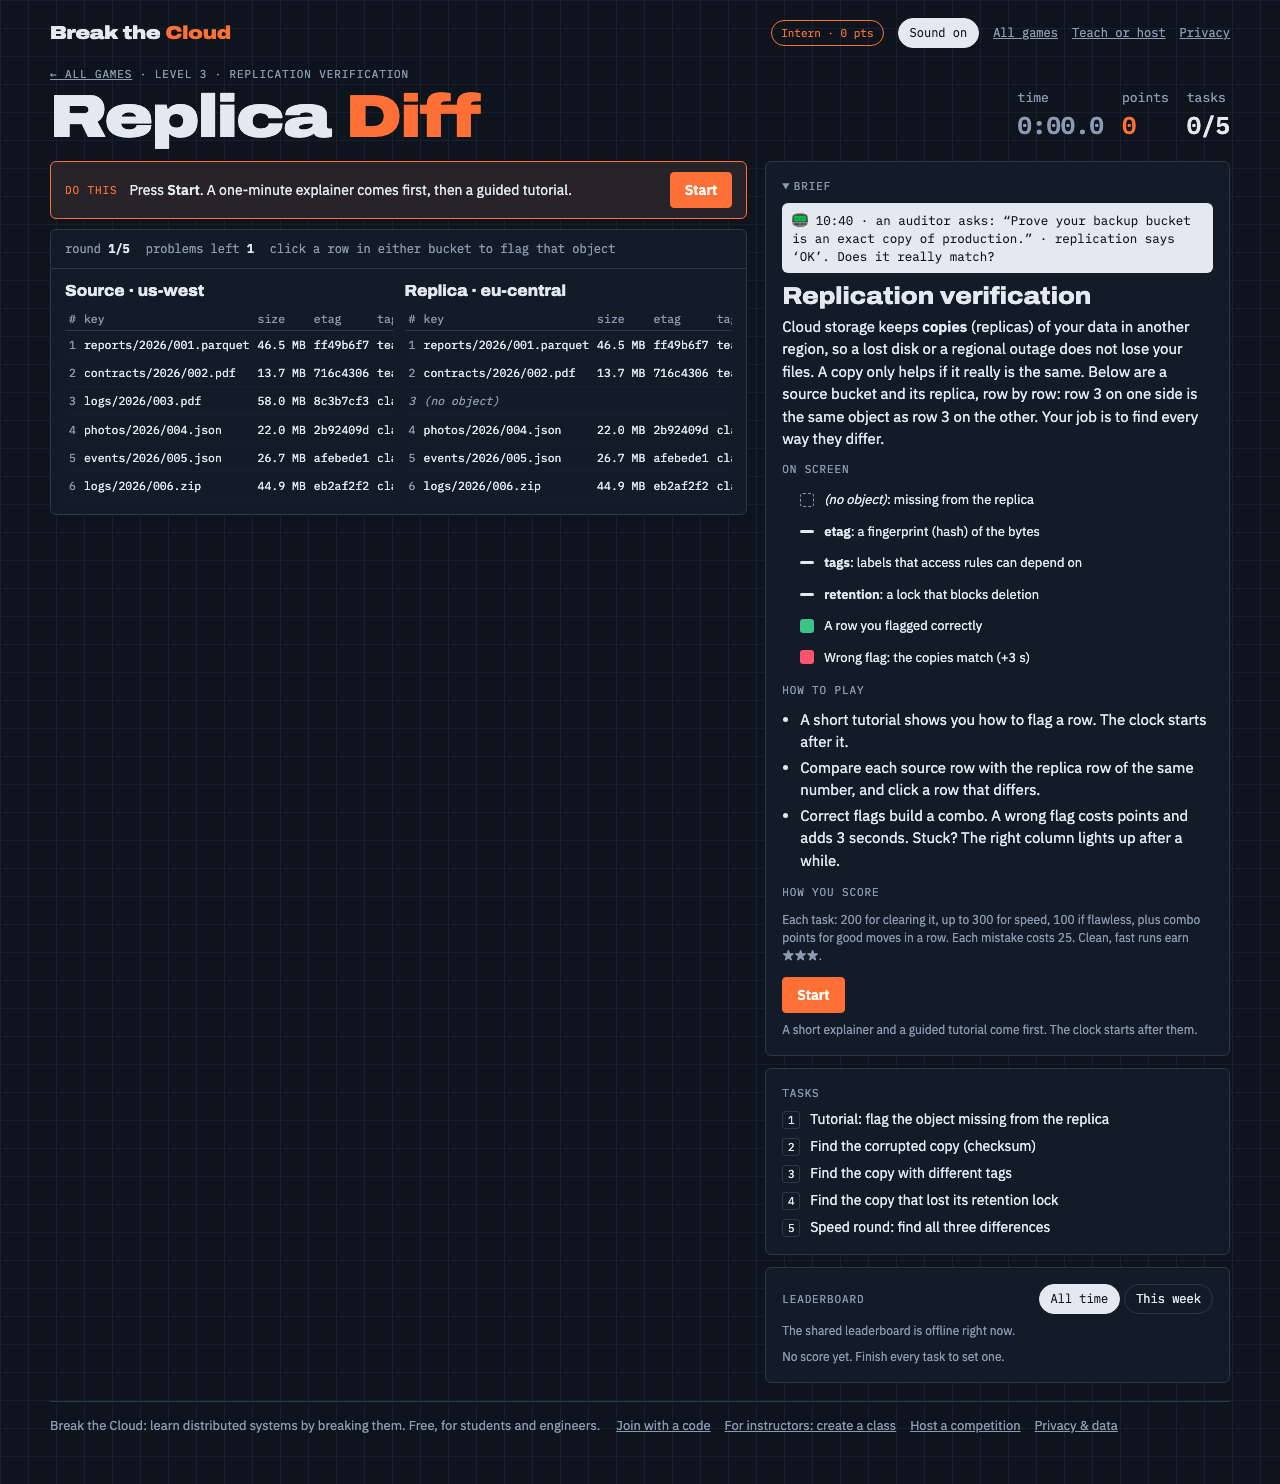 Break the Cloud
Intern · 0 pts
Sound on
All games
Teach or host
Privacy
← ALL GAMES · LEVEL 3 · REPLICATION VERIFICATION
Replica Diff
time points tasks
0:00.0 0 0/5
DO THIS Press Start. A one-minute explainer comes first, then a guided tutorial. Start
round 1/5 problems left 1 click a row in either bucket to flag that object
Source · us-west
# key size etag
1 reports/2026/001.parquet 46.5 MB ff49b6f7
2 contracts/2026/002.pdf 13.7 MB 716c4306
3 logs/2026/003.pdf 58.0 MB 8c3b7cf3
4 photos/2026/004.json 22.0 MB 2b92409d
5 events/2026/005.json 26.7 MB afebede1
6 logs/2026/006.zip 44.9 MB eb2af2f2
Replica · eu-central
# key size etag
1 reports/2026/001.parquet 46.5 MB ff49b6f7
2 contracts/2026/002.pdf 13.7 MB 716c4306
3 (no object)
4 photos/2026/004.json 22.0 MB 2b92409d
5 events/2026/005.json 26.7 MB afebede1
6 logs/2026/006.zip 44.9 MB eb2af2f2
▼ BRIEF
10:40 · an auditor asks: “Prove your backup bucket
is an exact copy of production.” · replication says
‘OK’. Does it really match?
Replication verification
Cloud storage keeps copies (replicas) of your data in another
region, so a lost disk or a regional outage does not lose your
files. A copy only helps if it really is the same. Below are a
source bucket and its replica, row by row: row 3 on one side is
the same object as row 3 on the other. Your job is to find every
way they differ.
ON SCREEN
(no object): missing from the replica
etag: a fingerprint (hash) of the bytes
tags: labels that access rules can depend on
retention: a lock that blocks deletion
A row you flagged correctly
Wrong flag: the copies match (+3 s)
HOW TO PLAY
• A short tutorial shows you how to flag a row. The clock starts
after it.
• Compare each source row with the replica row of the same
number, and click a row that differs.
• Correct flags build a combo. A wrong flag costs points and
adds 3 seconds. Stuck? The right column lights up after a
while.
HOW YOU SCORE
Each task: 200 for clearing it, up to 300 for speed, 100 if flawless, plus combo
points for good moves in a row. Each mistake costs 25. Clean, fast runs earn
★★★.
Start
A short explainer and a guided tutorial come first. The clock starts after them.
TASKS
1 Tutorial: flag the object missing from the replica
2 Find the corrupted copy (checksum)
3 Find the copy with different tags
4 Find the copy that lost its retention lock
5 Speed round: find all three differences
LEADERBOARD All time This week
The shared leaderboard is offline right now.
No score yet. Finish every task to set one.
Break the Cloud: learn distributed systems by breaking them. Free, for students and engineers. Join with a code For instructors: create a class Host a competition Privacy & data